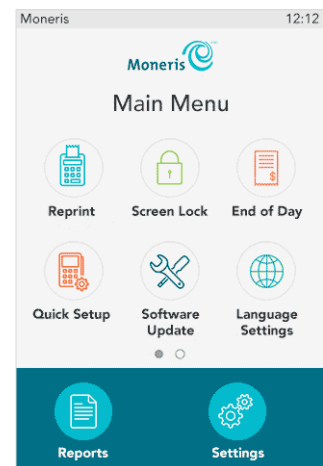 Moneris 12:12
Moneris
Main Menu
Reprint Screen Lock End of Day
$
Quick Setup Software Update Language Settings
Reports Settings